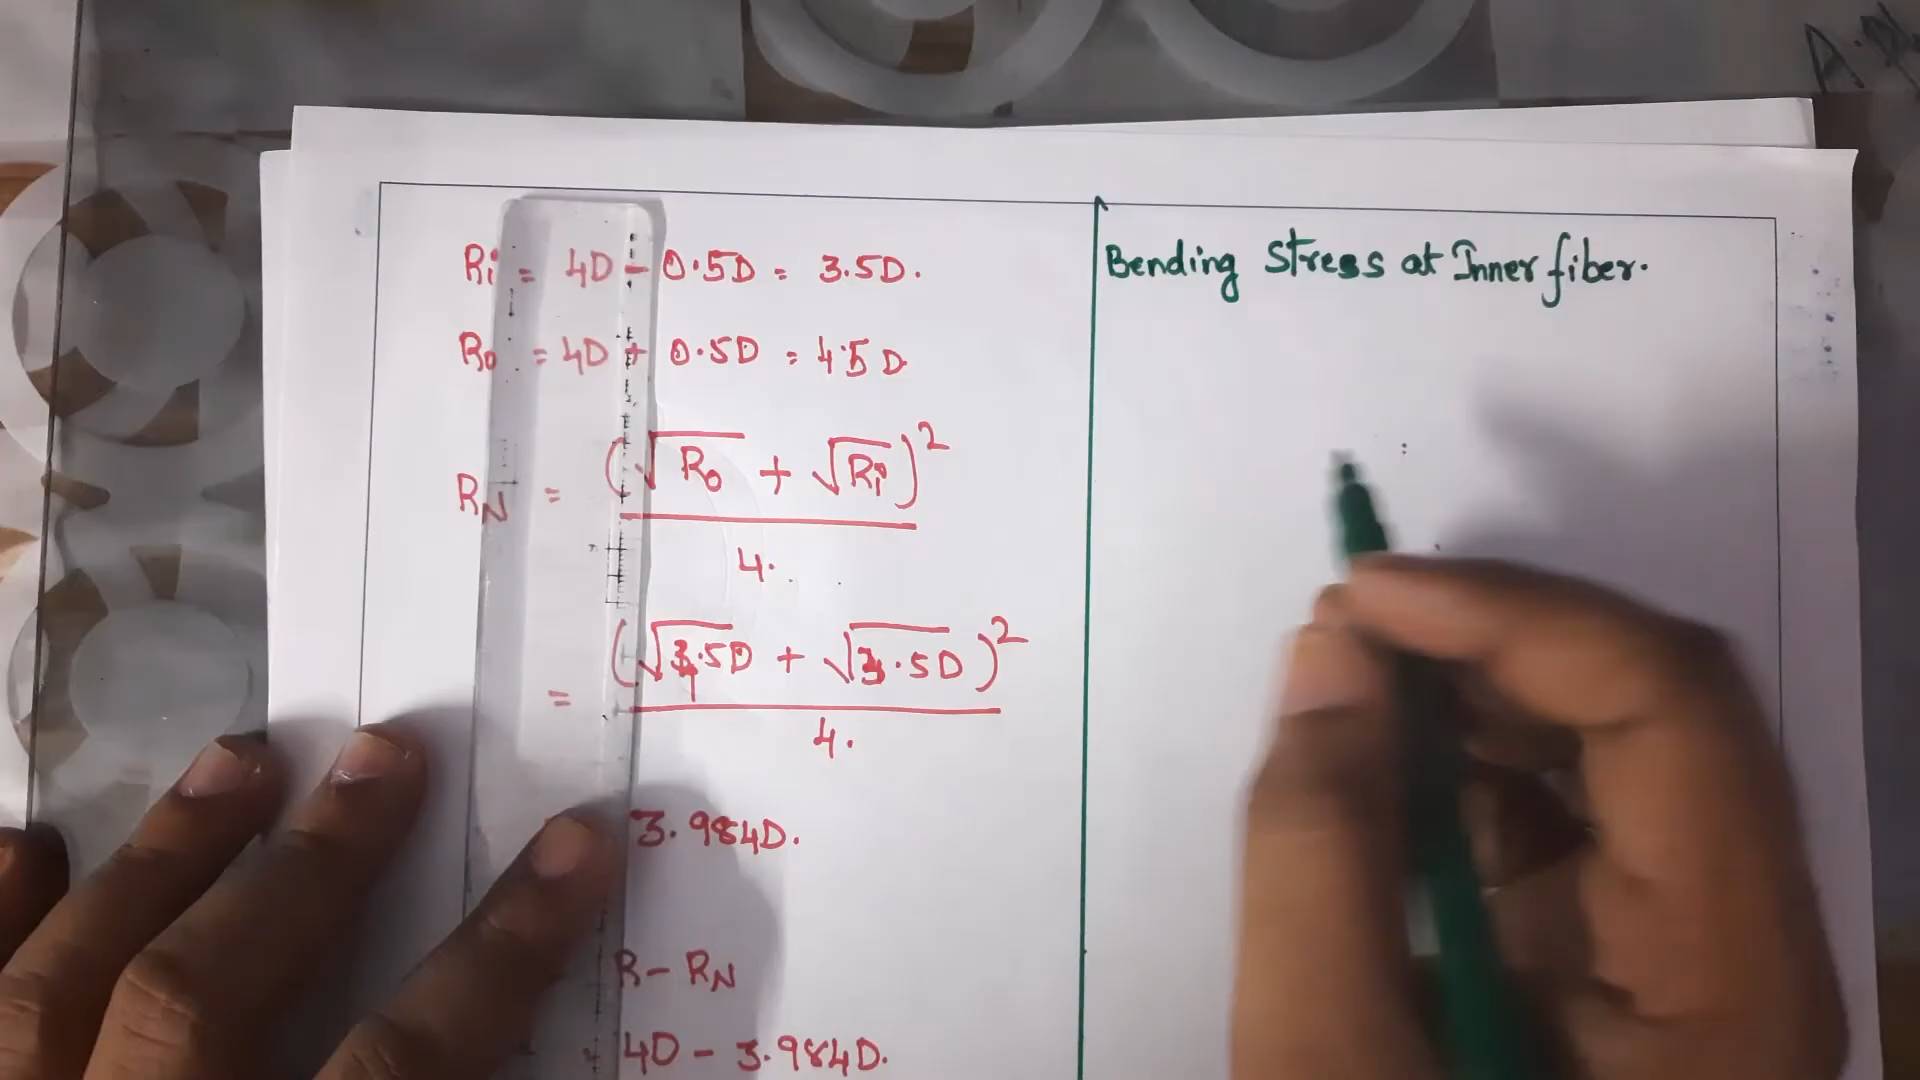 Ri = 4D - 0.5D = 3.5D.
Ro = 4D + 0.5D = 4.5D
RN = (√Ro + √Ri)²
4.
= (√4.5D + √3.5D)²
4.
3.984D.
R - RN
= 4D - 3.984D.
Bending Stress at Inner fiber.